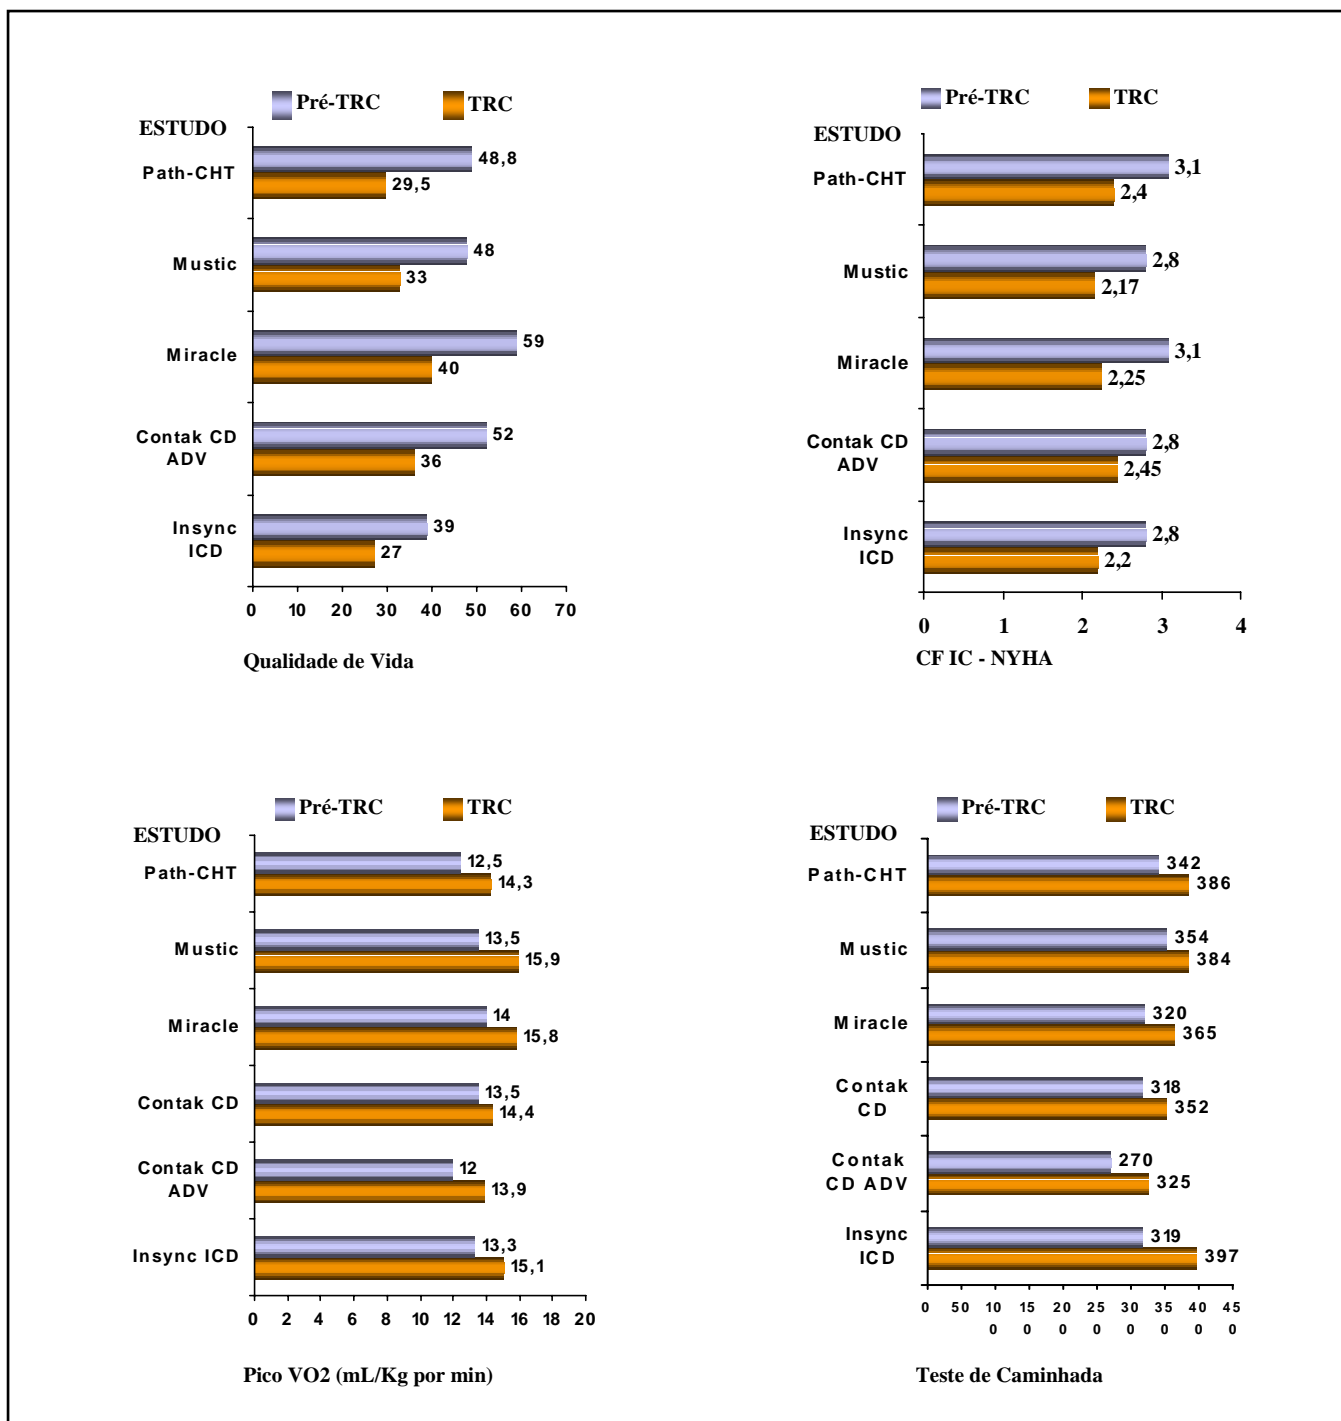 Pré-TRC TRC
ESTUDO
Path-CHT 48,8
29,5
Mustic 48
33
Miracle 59
40
Contak CD 52
ADV 36
Insync 39
ICD 27
0 10 20 30 40 50 60 70
Qualidade de Vida
Pré-TRC TRC
ESTUDO
Path-CHT 3,1
2,4
Mustic 2,8
2,17
Miracle 3,1
2,25
Contak CD 2,8
ADV 2,45
Insync 2,8
ICD 2,2
0 1 2 3 4
CF IC - NYHA
Pré-TRC TRC
ESTUDO
Path-CHT 12,5
14,3
Mustic 13,5
15,9
Miracle 14
15,8
Contak CD 13,5
14,4
Contak CD 12
ADV 13,9
Insync ICD 13,3
15,1
0 2 4 6 8 10 12 14 16 18 20
Pico VO2 (mL/Kg por min)
Pré-TRC TRC
ESTUDO
Path-CHT 342
386
Mustic 354
384
Miracle 320
365
Contak 318
CD 352
Contak 270
CD ADV 325
Insync 319
ICD 397
0 50 10 15 20 25 30 35 40 45
0 0 0 0 0 0 0 0
Teste de Caminhada